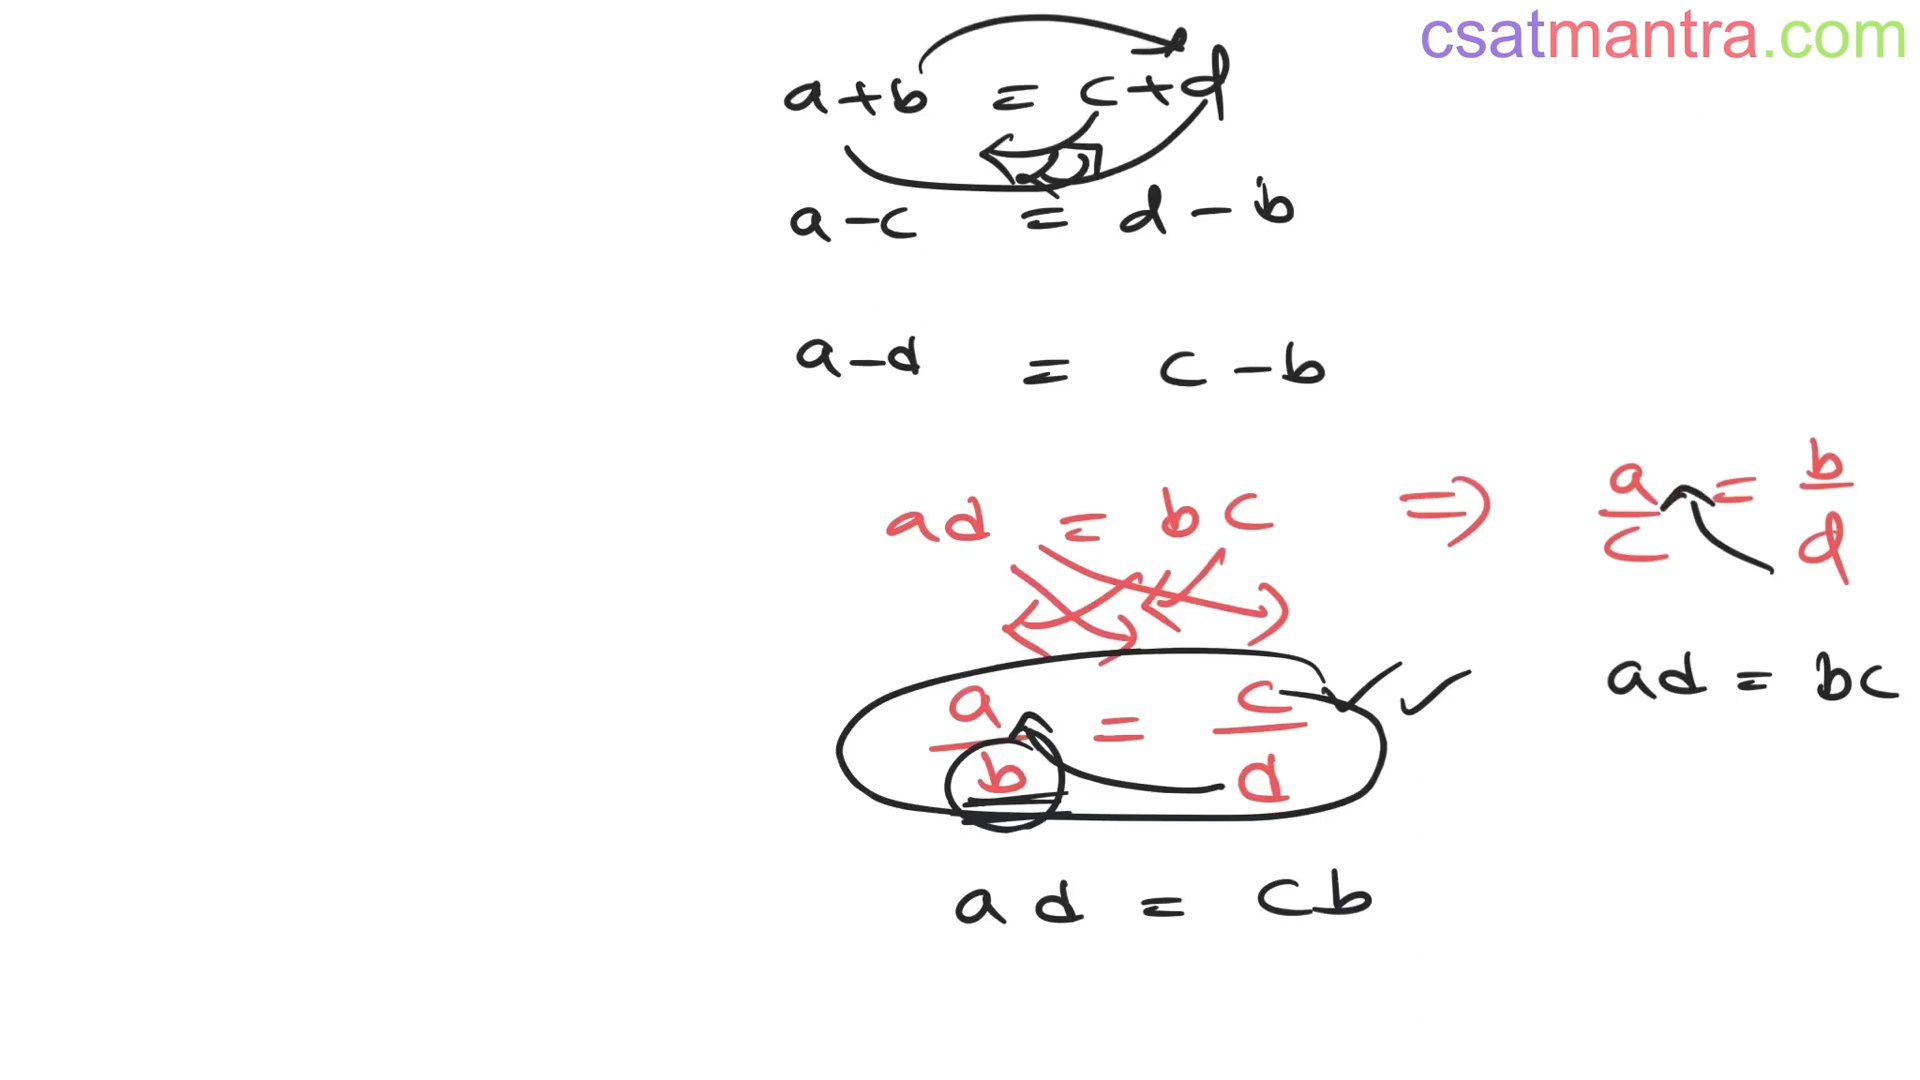 csatmantra.com
a+b = c+d
a-c = d-b
a-d = c-b
ad = bc ⇒ a/c = b/d
a/b = c/d
ad = bc
ad = cb